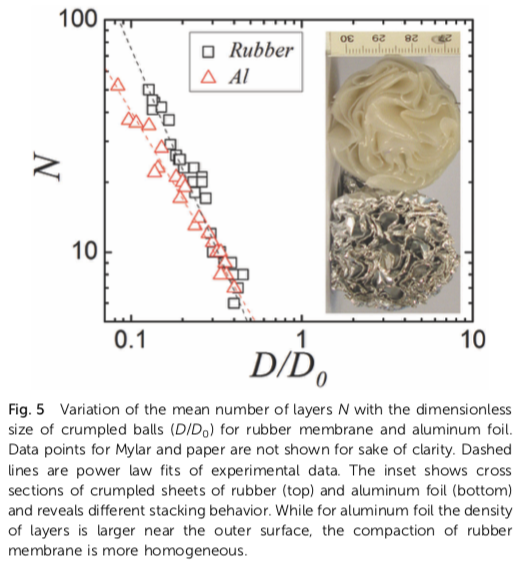 100
Rubber
Al
30 29 28 26
N
10
0.1 1 10
D/D₀
Fig. 5 Variation of the mean number of layers N with the dimensionless
size of crumpled balls (D/D₀) for rubber membrane and aluminum foil.
Data points for Mylar and paper are not shown for sake of clarity. Dashed
lines are power law fits of experimental data. The inset shows cross
sections of crumpled sheets of rubber (top) and aluminum foil (bottom)
and reveals different stacking behavior. While for aluminum foil the density
of layers is larger near the outer surface, the compaction of rubber
membrane is more homogeneous.